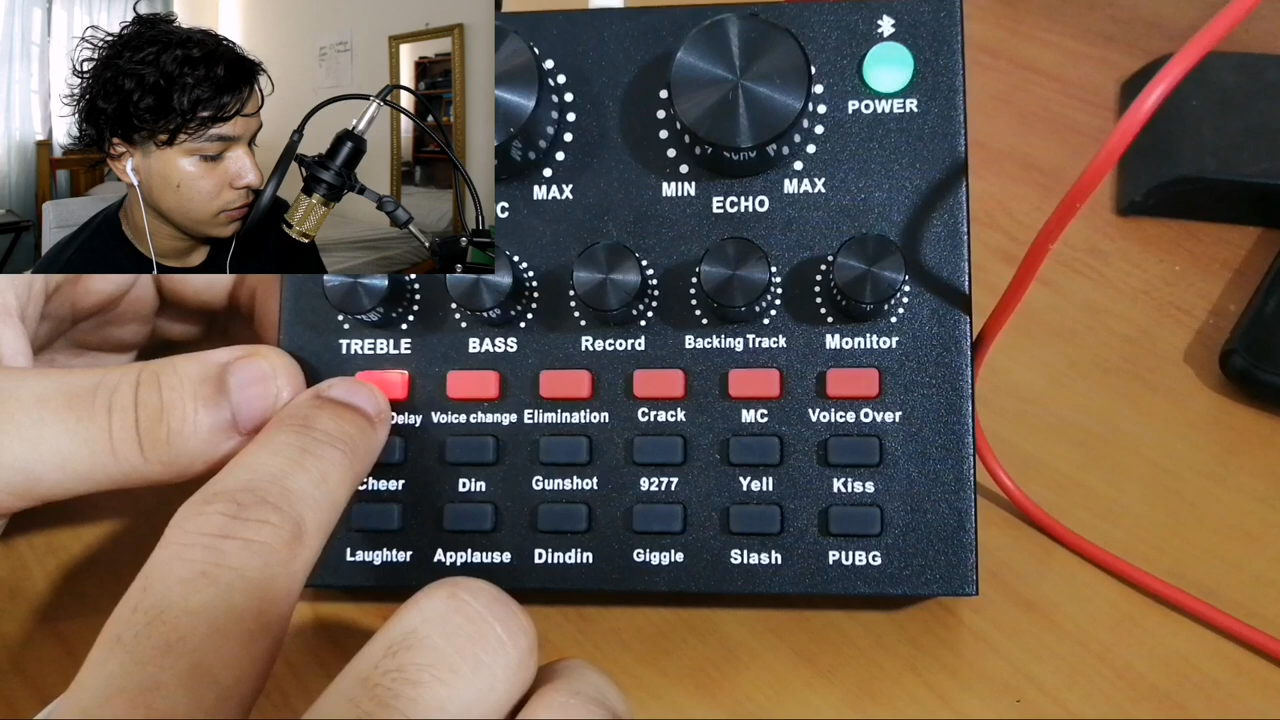 POWER
MAX
MIN
MAX
C
ECHO
TREBLE
BASS
Record
Backing Track
Monitor
Delay
Voice change
Elimination
Crack
MC
Voice Over
Cheer
Din
Gunshot
9277
Yell
Kiss
Laughter
Applause
Dindin
Giggle
Slash
PUBG